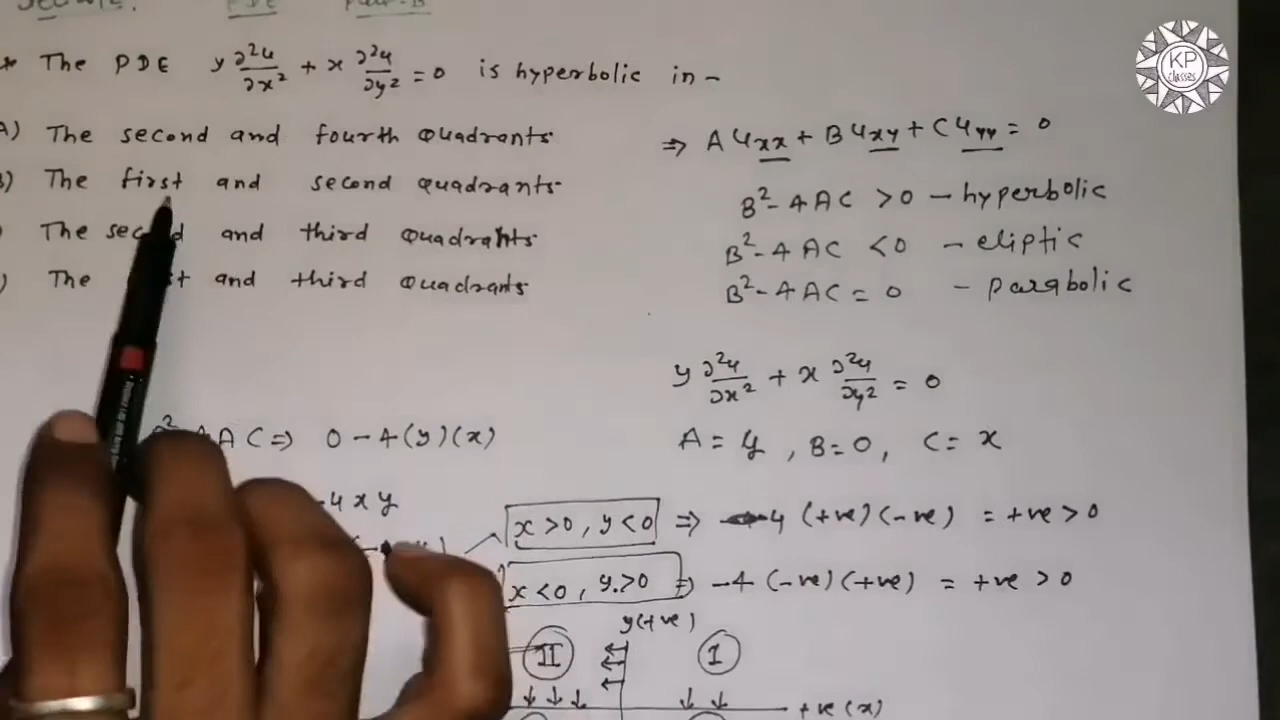 PDE
* The PDE y ∂²u/∂x² + x ∂²u/∂y² = 0 is hyperbolic in -
A) The second and fourth Quadrants.
B) The first and second quadrants.
) The second and third Quadrants.
) The and third Quadrants.
⇒ A uxx + B uxy + C uyy = 0
B² - 4AC > 0 - hyperbolic
B² - 4AC < 0 - eliptic
B² - 4AC = 0 - parabolic
y ∂²u/∂x² + x ∂²u/∂y² = 0
A = y , B = 0 , C = x
AC ⇒ 0 - 4(y)(x)
-4xy
x > 0 , y < 0 ⇒ -4 (+ve)(-ve) = +ve > 0
x < 0 , y > 0 ⇒ -4 (-ve)(+ve) = +ve > 0
y(+ve)
II
I
+ve (x)
KP
classes